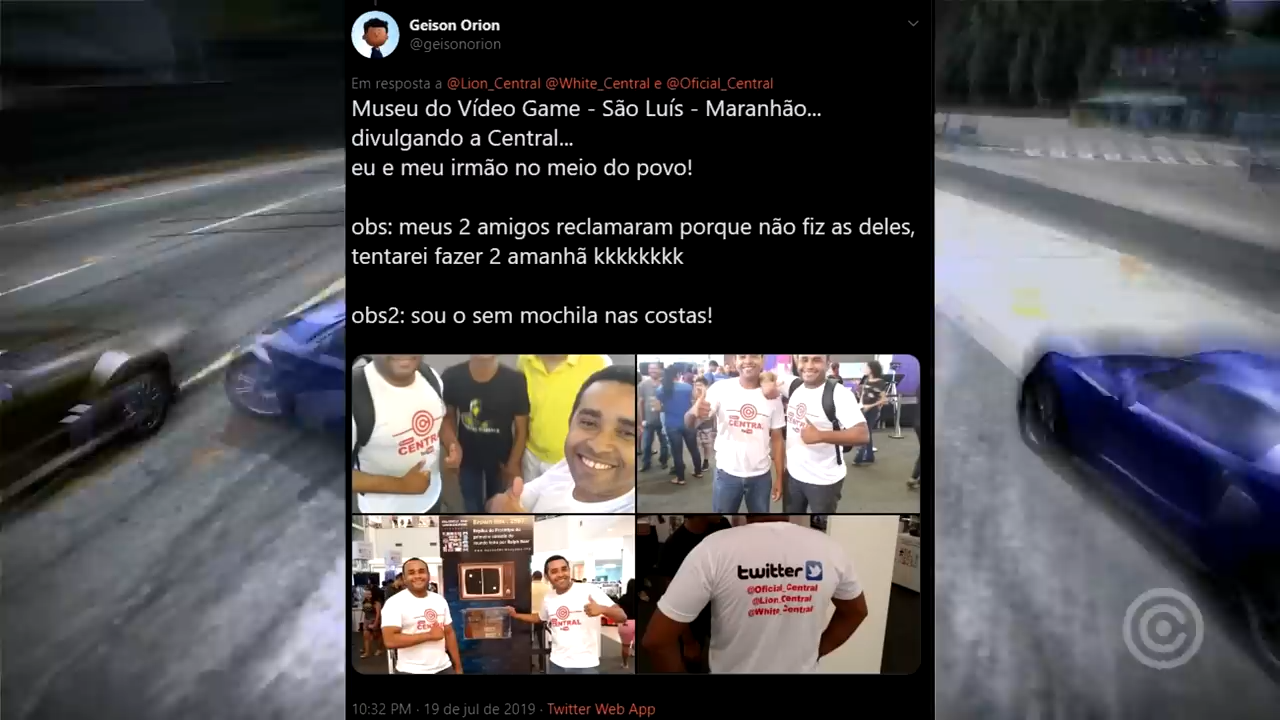 Geison Orion
@geisonorion
Em resposta a @Lion_Central @White_Central e @Oficial_Central
Museu do Vídeo Game - São Luís - Maranhão...
divulgando a Central...
eu e meu irmão no meio do povo!
obs: meus 2 amigos reclamaram porque não fiz as deles,
tentarei fazer 2 amanhã kkkkkkkk
obs2: sou o sem mochila nas costas!
CENTRAL
CENTRAL
twitter
@Oficial_Central
@Lion_Central
@White_Central
10:32 PM · 19 de jul de 2019 · Twitter Web App